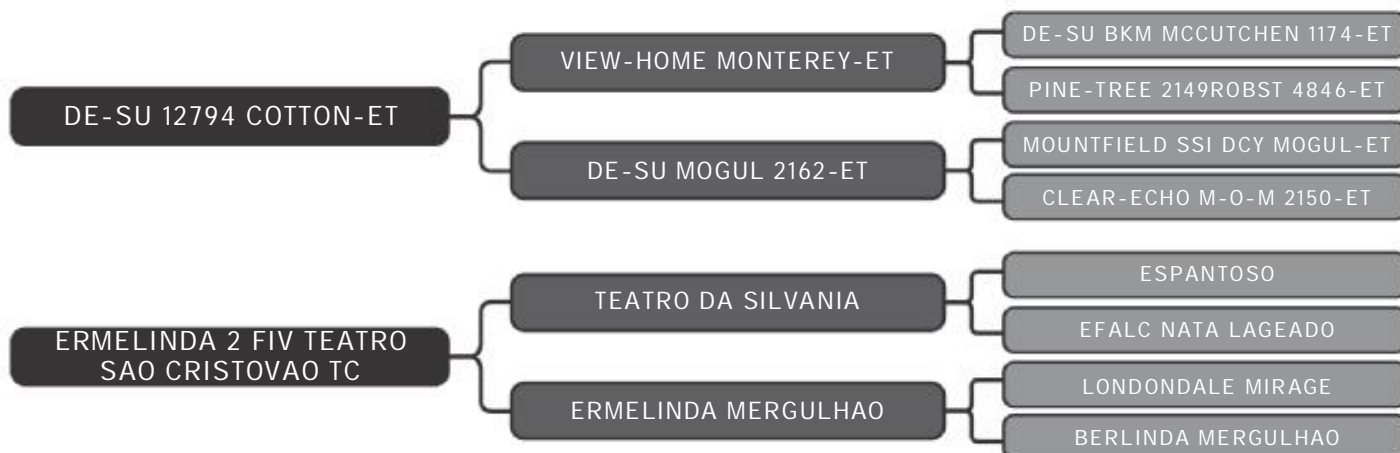 DE-SU 12794 COTTON-ET
VIEW-HOME MONTEREY-ET
DE-SU BKM MCCUTCHEN 1174-ET
PINE-TREE 2149ROBST 4846-ET
DE-SU MOGUL 2162-ET
MOUNTFIELD SSI DCY MOGUL-ET
CLEAR-ECHO M-O-M 2150-ET
ERMELINDA 2 FIV TEATRO
SAO CRISTOVAO TC
TEATRO DA SILVANIA
ESPANTOSO
EFALC NATA LAGEADO
ERMELINDA MERGULHAO
LONDONDALE MIRAGE
BERLINDA MERGULHAO